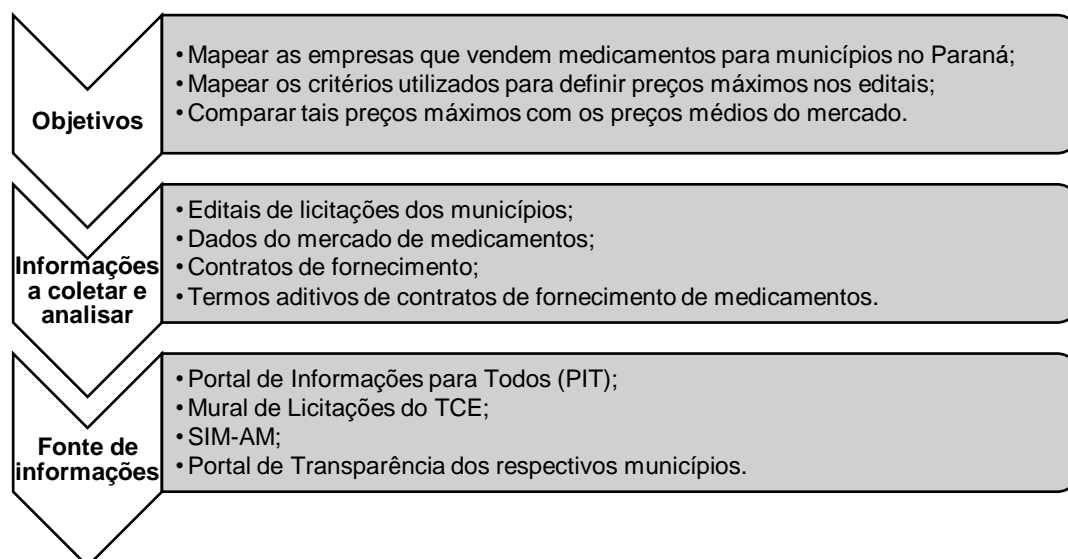 Objetivos
• Mapear as empresas que vendem medicamentos para municípios no Paraná;
• Mapear os critérios utilizados para definir preços máximos nos editais;
• Comparar tais preços máximos com os preços médios do mercado.
Informações
a coletar e
analisar
• Editais de licitações dos municípios;
• Dados do mercado de medicamentos;
• Contratos de fornecimento;
• Termos aditivos de contratos de fornecimento de medicamentos.
Fonte de
informações
• Portal de Informações para Todos (PIT);
• Mural de Licitações do TCE;
• SIM-AM;
• Portal de Transparência dos respectivos municípios.